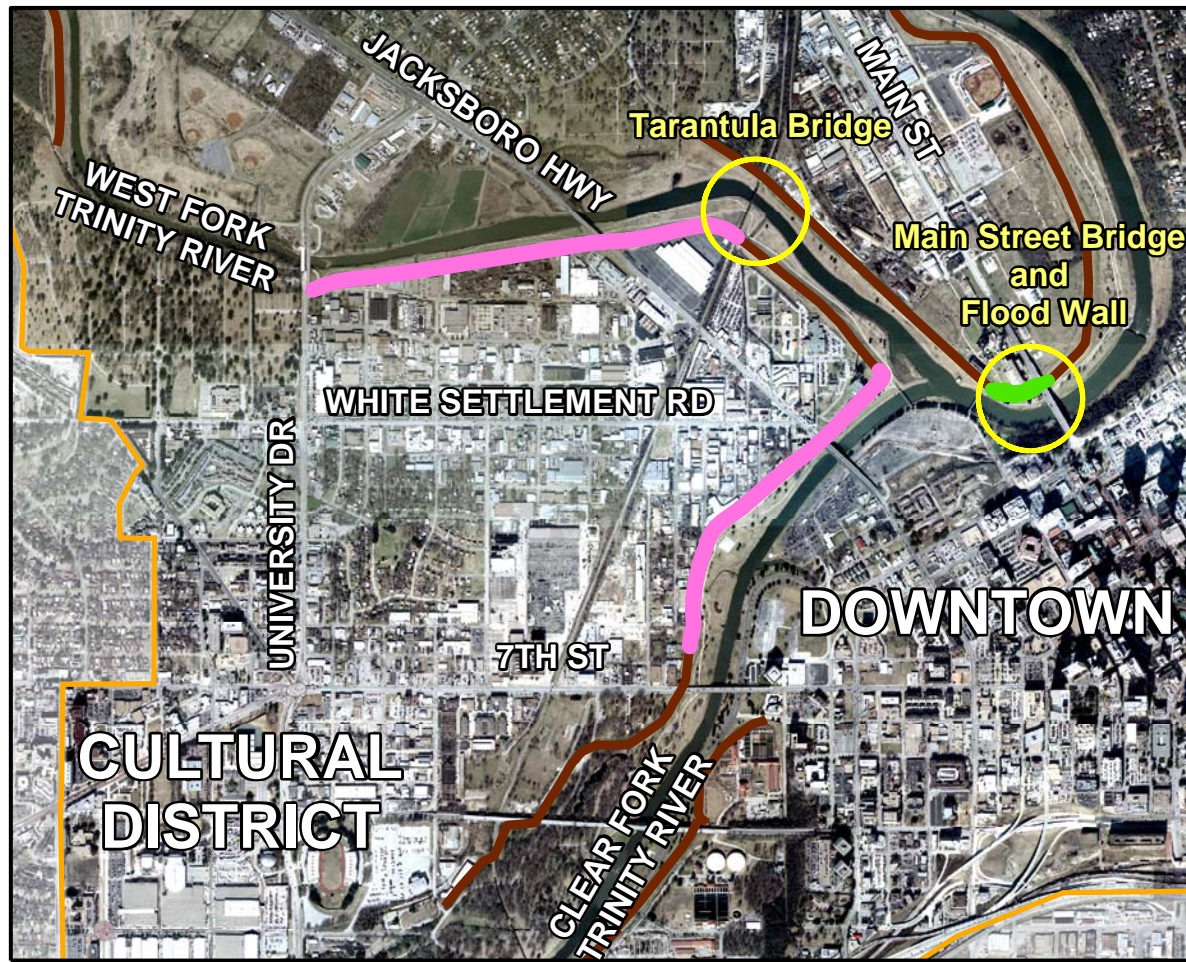 JACKSBORO HWY
MAIN ST
Tarantula Bridge
WEST FORK
TRINITY RIVER
Main Street Bridge
and
Flood Wall
WHITE SETTLEMENT RD
UNIVERSITY DR
DOWNTOWN
7TH ST
CULTURAL
DISTRICT
CLEAR FORK
TRINITY RIVER